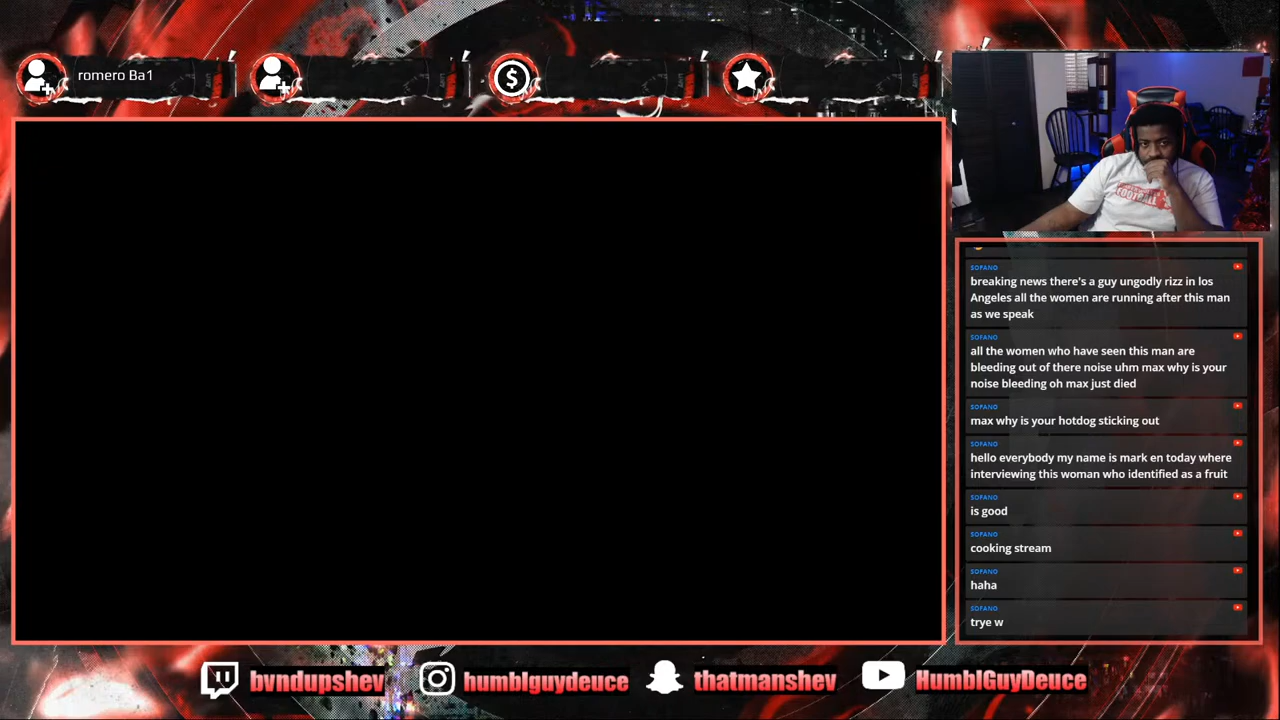 romero Ba1
FOOTBALL
SOFANO
breaking news there's a guy ungodly rizz in los
Angeles all the women are running after this man
as we speak
SOFANO
all the women who have seen this man are
bleeding out of there noise uhm max why is your
noise bleeding oh max just died
SOFANO
max why is your hotdog sticking out
SOFANO
hello everybody my name is mark en today where
interviewing this woman who identified as a fruit
SOFANO
is good
SOFANO
cooking stream
SOFANO
haha
SOFANO
trye w
bvndupshev
humblguydeuce
thatmanshev
HumblGuyDeuce